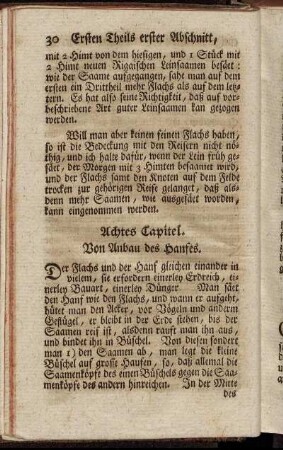 30 Ersten Theils erster Abschnitt,
mit 2 Himt von dem hiesigen, und 1 Stück mit
2 Himt neuen Rigaischen Leinsaamen besäet:
wie der Saame aufgegangen, sahe man auf dem
ersten ein Drittheil mehr Flachs als auf dem letz-
tern. Es hat also seine Richtigkeit, daß auf vor-
beschriebene Art guter Leinsaamen kan gezogen
werden.
Will man aber keinen feinen Flachs haben,
so ist die Bedeckung mit den Reisern nicht nö-
thig, und ich halte dafür, wenn der Lein früh ge-
säet, der Morgen mit 3 Himten besaamet wird,
und der Flachs samt den Knoten auf dem Felde
trocken zur gehörigen Reife gelanget, daß als-
denn mehr Saamen, wie ausgesäet worden,
kann eingenommen werden.
Achtes Capitel.
Von Anbau des Hanfes.
Der Flachs und der Hanf gleichen einander in
vielem, sie erfordern einerley Erdreich, ei-
nerley Bauart, einerley Dünger. Man säet
den Hanf wie den Flachs, und wann er aufgeht,
hütet man den Acker, vor Vögeln und anderm
Geflügel, er bleibt in der Erde stehen, bis der
Saamen reif ist, alsdenn rauft man ihn aus,
und bindet ihn in Büschel. Von diesen sondert
man 1) den Saamen ab, man legt die kleine
Büschel auf grosse Haufen, so, daß allemal die
Saamenköpfe des einen Büschels gegen die Saa-
menköpfe des andern hinreichen. In der Mitte
des